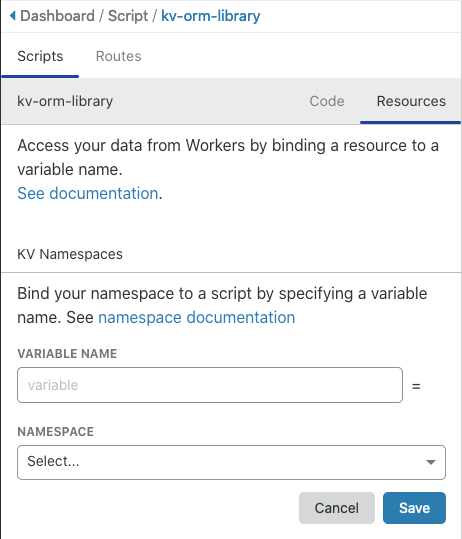 Dashboard / Script / kv-orm-library
Scripts Routes
kv-orm-library Code Resources
Access your data from Workers by binding a resource to a
variable name.
See documentation.
KV Namespaces
Bind your namespace to a script by specifying a variable
name. See namespace documentation
VARIABLE NAME
variable =
NAMESPACE
Select...
Cancel Save